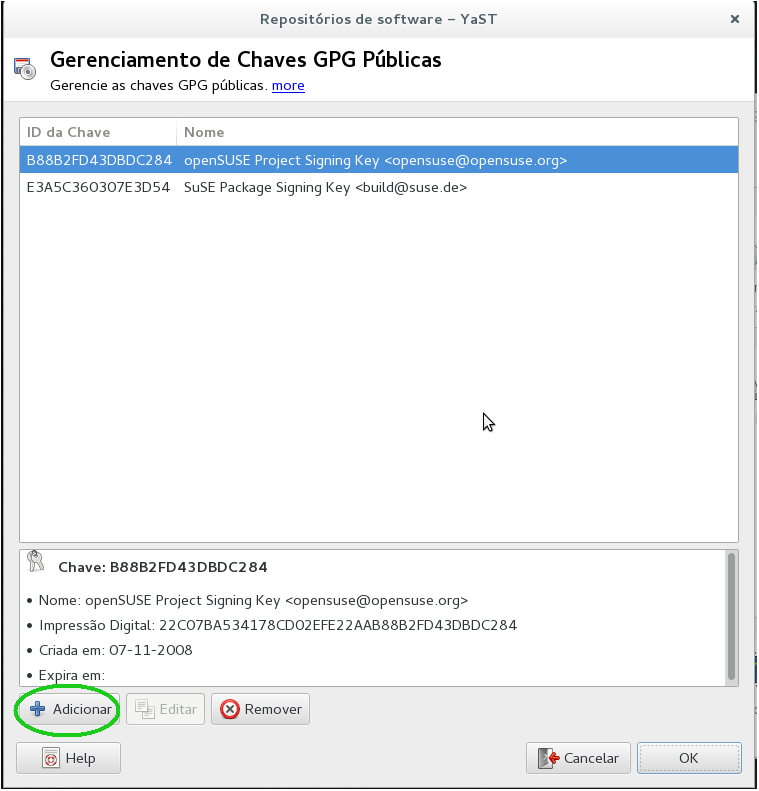 Repositórios de software – YaST
Gerenciamento de Chaves GPG Públicas
Gerencie as chaves GPG públicas. more
ID da Chave Nome
B88B2FD43DBDC284 openSUSE Project Signing Key <opensuse@opensuse.org>
E3A5C360307E3D54 SuSE Package Signing Key <build@suse.de>
Chave: B88B2FD43DBDC284
• Nome: openSUSE Project Signing Key <opensuse@opensuse.org>
• Impressão Digital: 22C07BA534178CD02EFE22AAB88B2FD43DBDC284
• Criada em: 07-11-2008
• Expira em:
Adicionar Editar Remover
Help Cancelar OK